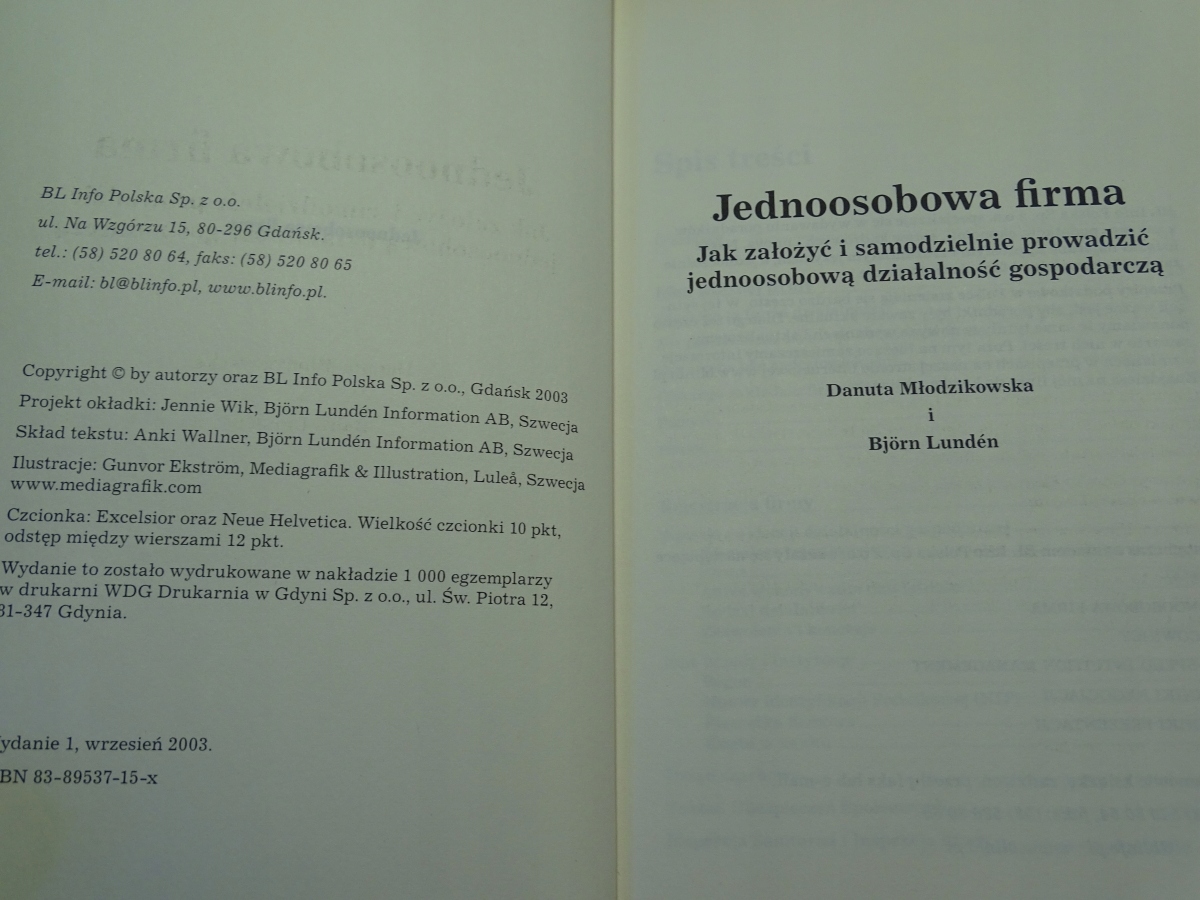 BL Info Polska Sp. z o.o.
ul. Na Wzgórzu 15, 80-296 Gdańsk.
tel.: (58) 520 80 64, faks: (58) 520 80 65
E-mail: bl@blinfo.pl, www.blinfo.pl.
Copyright © by autorzy oraz BL Info Polska Sp. z o.o., Gdańsk 2003
Projekt okładki: Jennie Wik, Björn Lundén Information AB, Szwecja
Skład tekstu: Anki Wallner, Björn Lundén Information AB, Szwecja
Ilustracje: Gunvor Ekström, Mediagrafik & Illustration, Luleå, Szwecja
www.mediagrafik.com
Czcionka: Excelsior oraz Neue Helvetica. Wielkość czcionki 10 pkt,
odstęp między wierszami 12 pkt.
Wydanie to zostało wydrukowane w nakładzie 1 000 egzemplarzy
w drukarni WDG Drukarnia w Gdyni Sp. z o.o., ul. Św. Piotra 12,
81-347 Gdynia.
ydanie 1, wrzesień 2003.
BN 83-89537-15-x
Jednoosobowa firma
Jak założyć i samodzielnie prowadzić
jednoosobową działalność gospodarczą
Danuta Młodzikowska
i
Björn Lundén
Spis treści